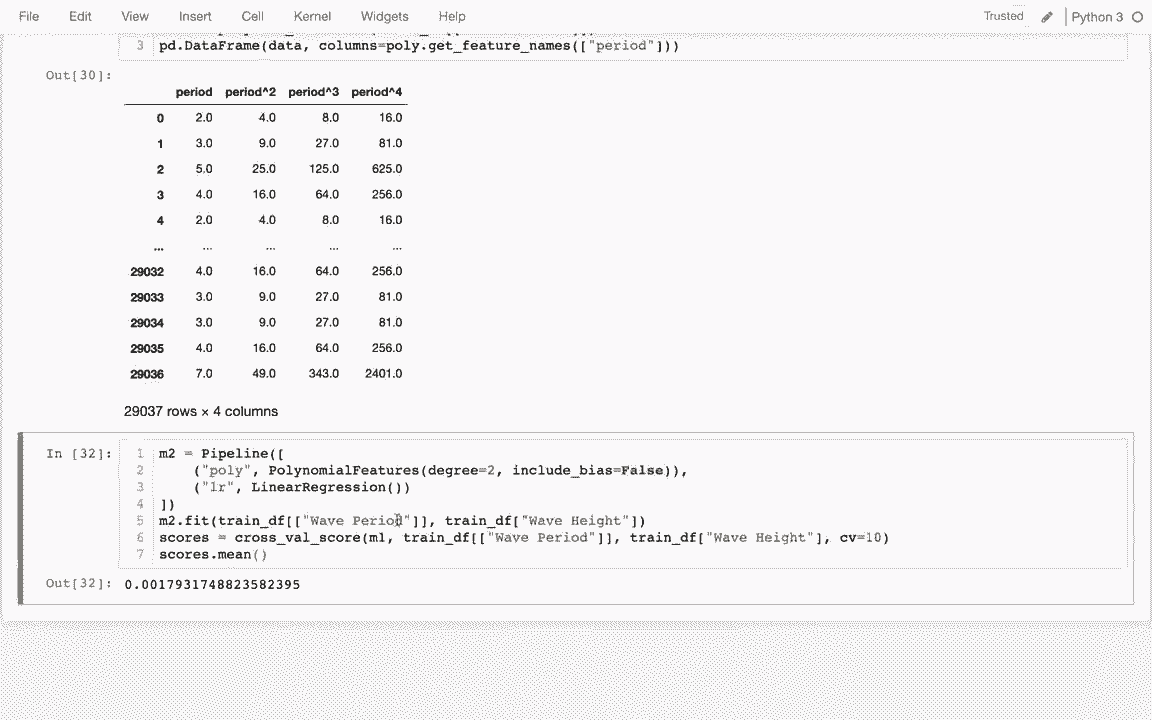 File Edit View Insert Cell Kernel Widgets Help Trusted Python 3
3 pd.DataFrame(data, columns=poly.get_feature_names(["period"]))
Out[30]:
period period^2 period^3 period^4
0 2.0 4.0 8.0 16.0
1 3.0 9.0 27.0 81.0
2 5.0 25.0 125.0 625.0
3 4.0 16.0 64.0 256.0
4 2.0 4.0 8.0 16.0
... ... ... ... ...
29032 4.0 16.0 64.0 256.0
29033 3.0 9.0 27.0 81.0
29034 3.0 9.0 27.0 81.0
29035 4.0 16.0 64.0 256.0
29036 7.0 49.0 343.0 2401.0
29037 rows × 4 columns
In [32]: 1 m2 = Pipeline([
2 ("poly", PolynomialFeatures(degree=2, include_bias=False)),
3 ("lr", LinearRegression())
4 ])
5 m2.fit(train_df[["Wave Period"]], train_df["Wave Height"])
6 scores = cross_val_score(m1, train_df[["Wave Period"]], train_df["Wave Height"], cv=10)
7 scores.mean()
Out[32]: 0.0017931748823582395